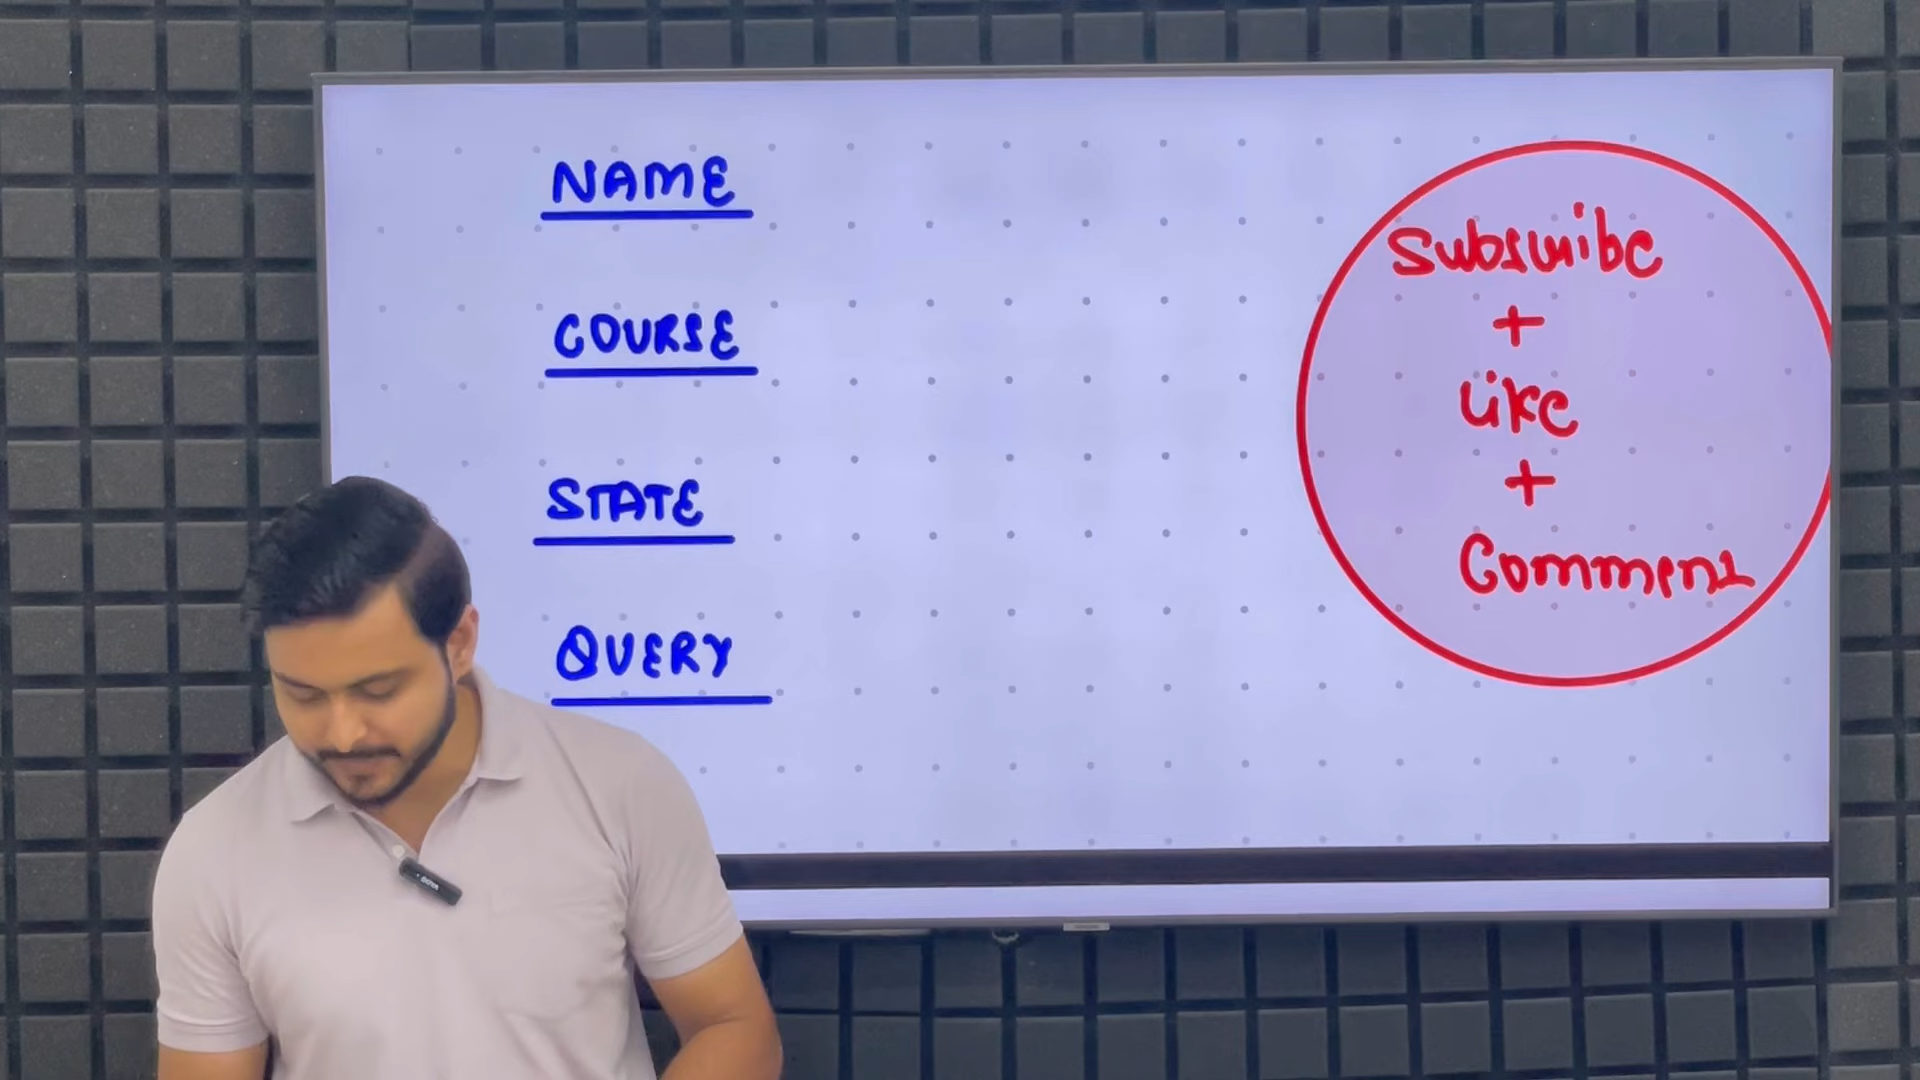 NAME
COURSE
STATE
QUERY
Subscribe
+
Like
+
Comment